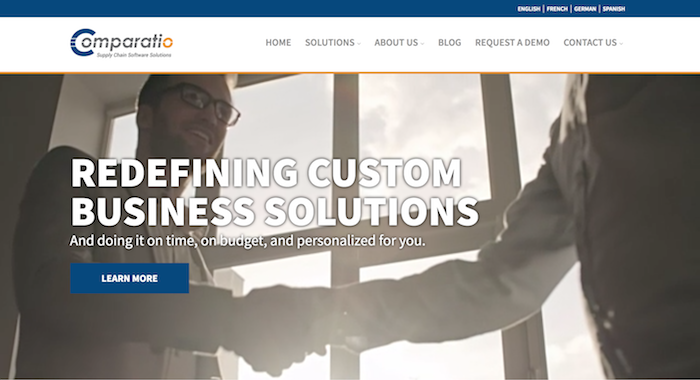 ENGLISH | FRENCH | GERMAN | SPANISH
Comparatio
Supply Chain Software Solutions
HOME SOLUTIONS ABOUT US BLOG REQUEST A DEMO CONTACT US
REDEFINING CUSTOM
BUSINESS SOLUTIONS
And doing it on time, on budget, and personalized for you.
LEARN MORE